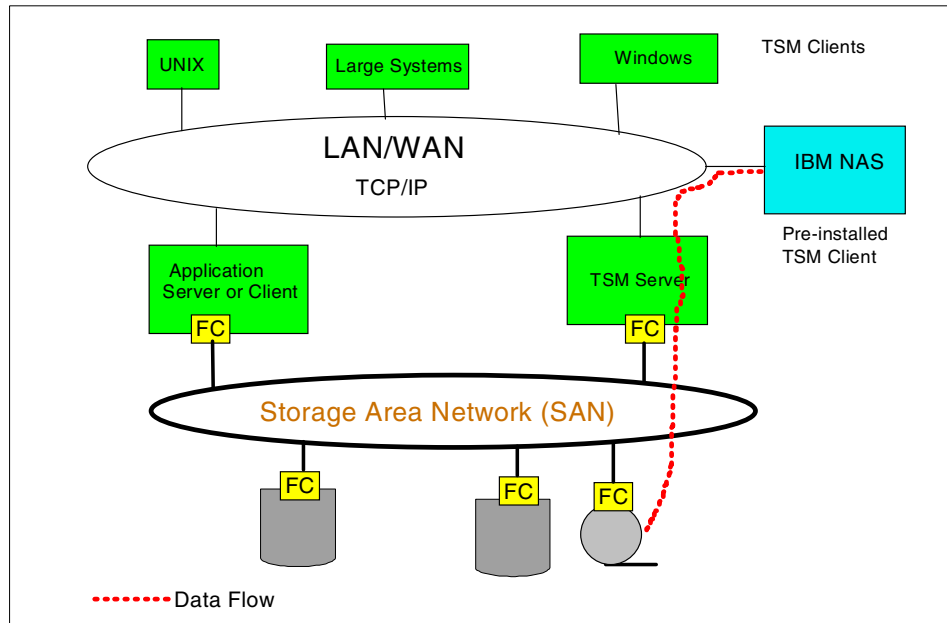 UNIX
Large Systems
Windows
TSM Clients
LAN/WAN
TCP/IP
IBM NAS
Pre-installed
TSM Client
Application
Server or Client
TSM Server
FC
FC
Storage Area Network (SAN)
FC
FC
FC
Data Flow